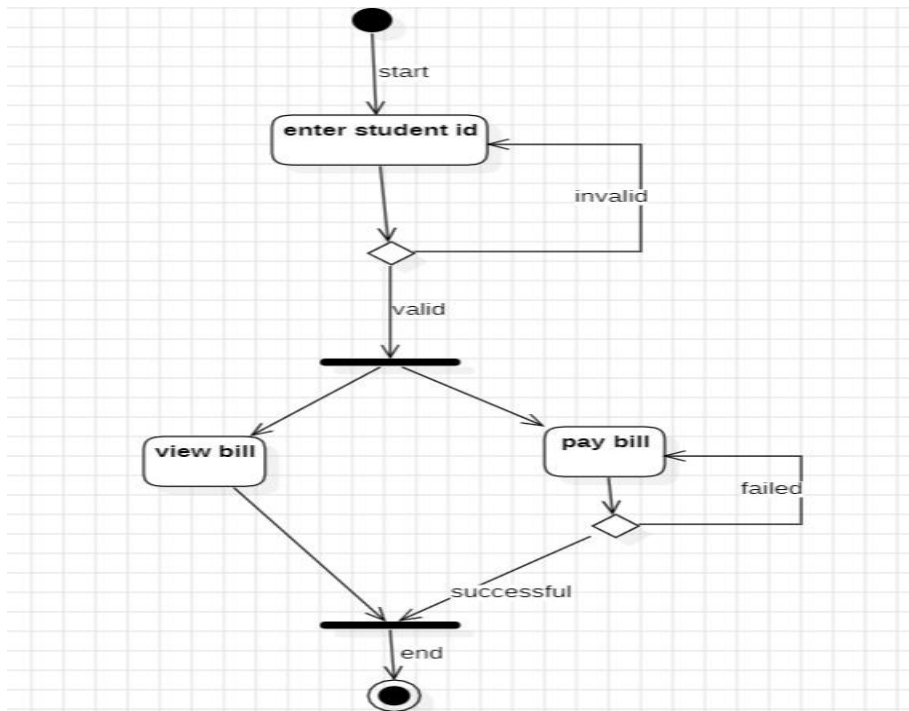 start
enter student id
invalid
valid
view bill
pay bill
failed
successful
end